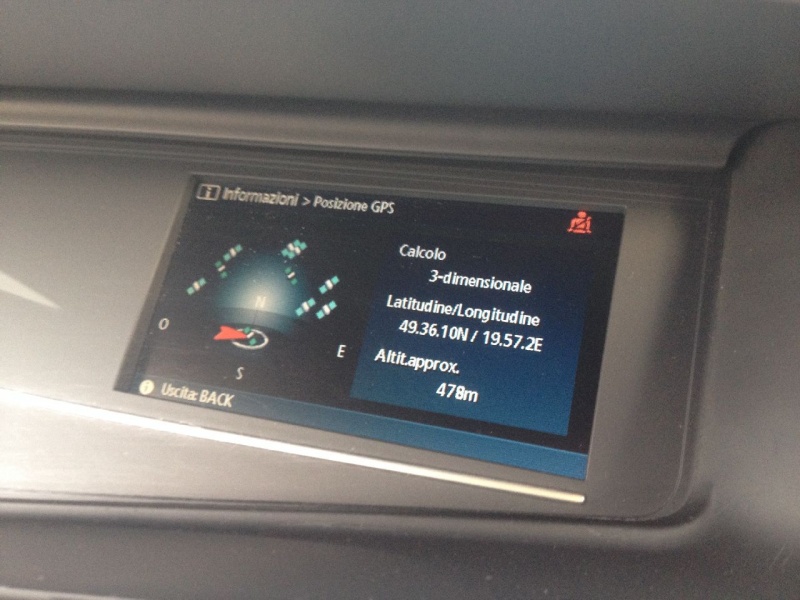 Informazioni > Posizione GPS
Calcolo
3-dimensionale
Latitudine/Longitudine
49.36.10N / 19.57.2E
Altit.approx.
478m
N
O
E
S
Uscita: BACK